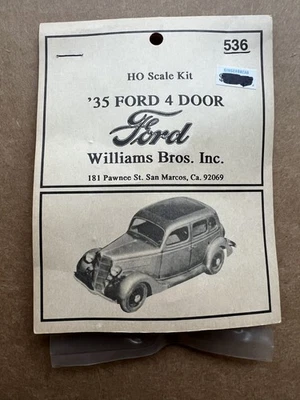 536
HO Scale Kit
'35 FORD 4 DOOR
Ford
Williams Bros. Inc.
181 Pawnee St. San Marcos, Ca. 92069